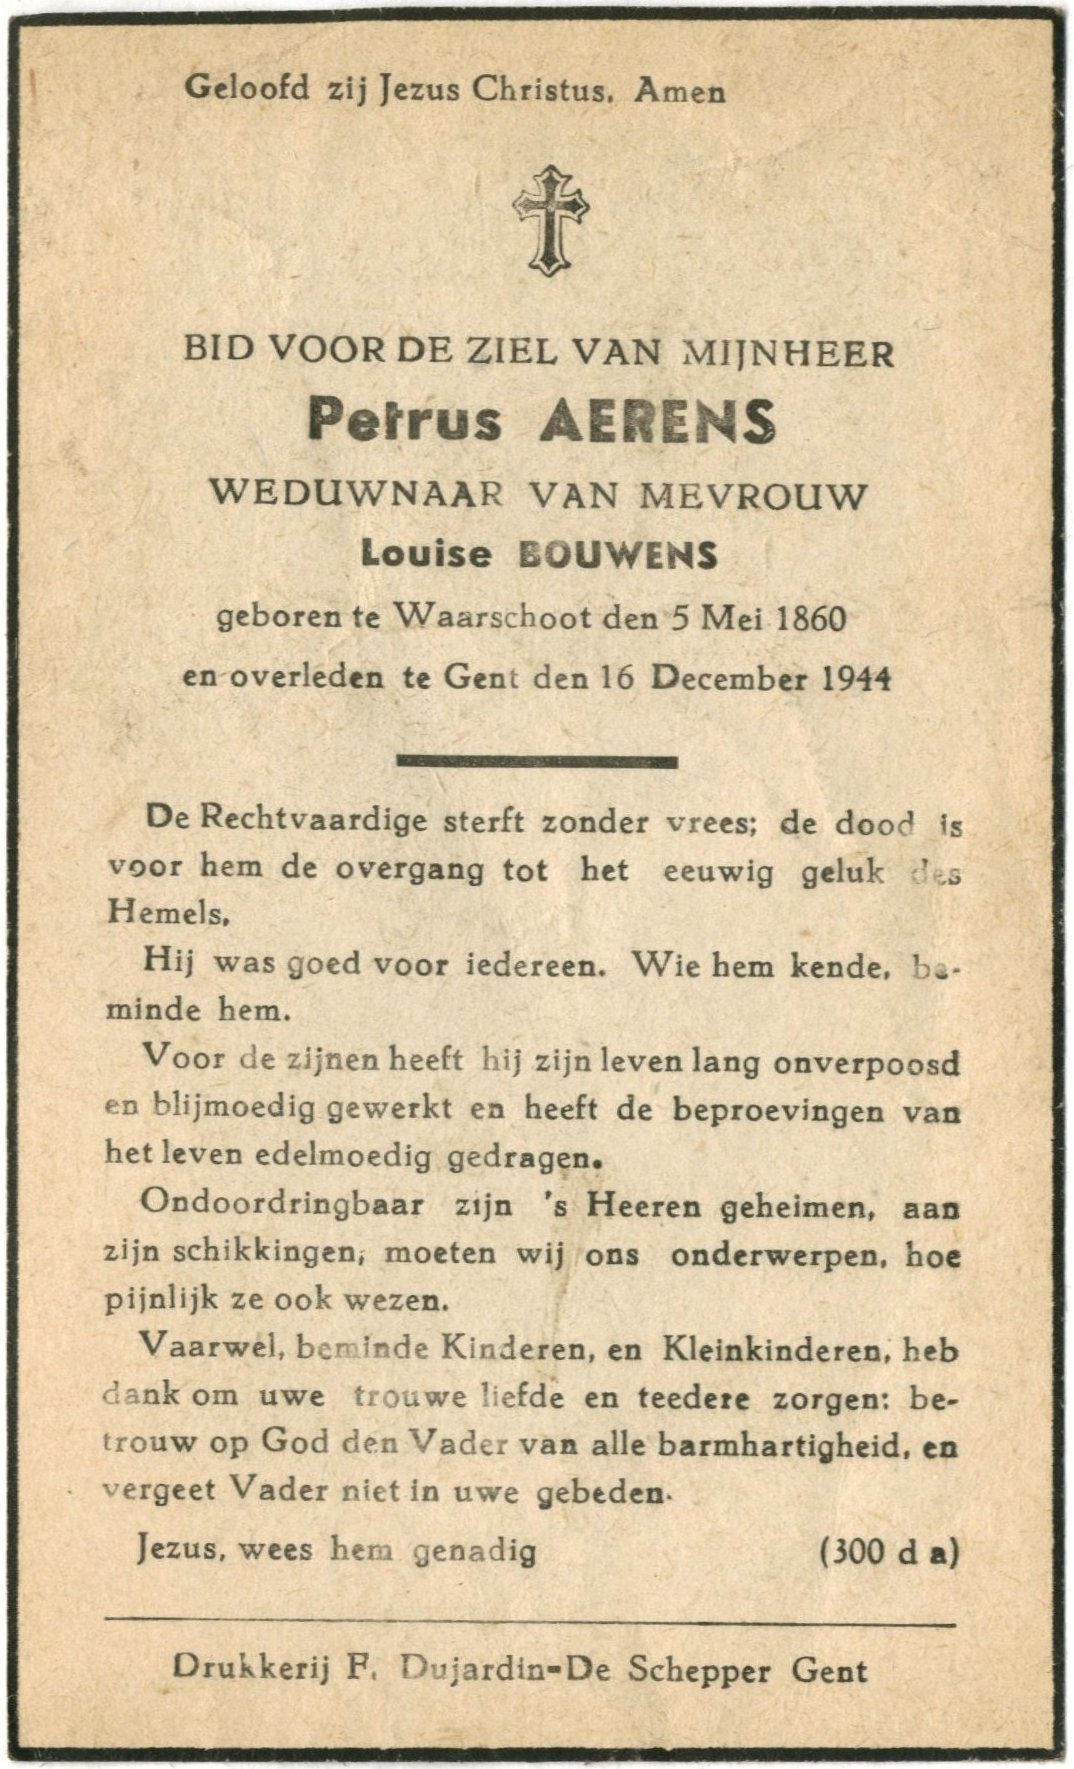 Geloofd zij Jezus Christus. Amen
BID VOOR DE ZIEL VAN MIJNHEER
Petrus AERENS
WEDUWNAAR VAN MEVROUW
Louise BOUWENS
geboren te Waarschoot den 5 Mei 1860
en overleden te Gent den 16 December 1944
De Rechtvaardige sterft zonder vrees; de dood is
voor hem de overgang tot het eeuwig geluk des
Hemels.
Hij was goed voor iedereen. Wie hem kende, be-
minde hem.
Voor de zijnen heeft hij zijn leven lang onverpoosd
en blijmoedig gewerkt en heeft de beproevingen van
het leven edelmoedig gedragen.
Ondoordringbaar zijn 's Heeren geheimen, aan
zijn schikkingen, moeten wij ons onderwerpen, hoe
pijnlijk ze ook wezen.
Vaarwel, beminde Kinderen, en Kleinkinderen, heb
dank om uwe trouwe liefde en teedere zorgen: be-
trouw op God den Vader van alle barmhartigheid, en
vergeet Vader niet in uwe gebeden.
Jezus, wees hem genadig (300 d a)
Drukkerij F. Dujardin-De Schepper Gent